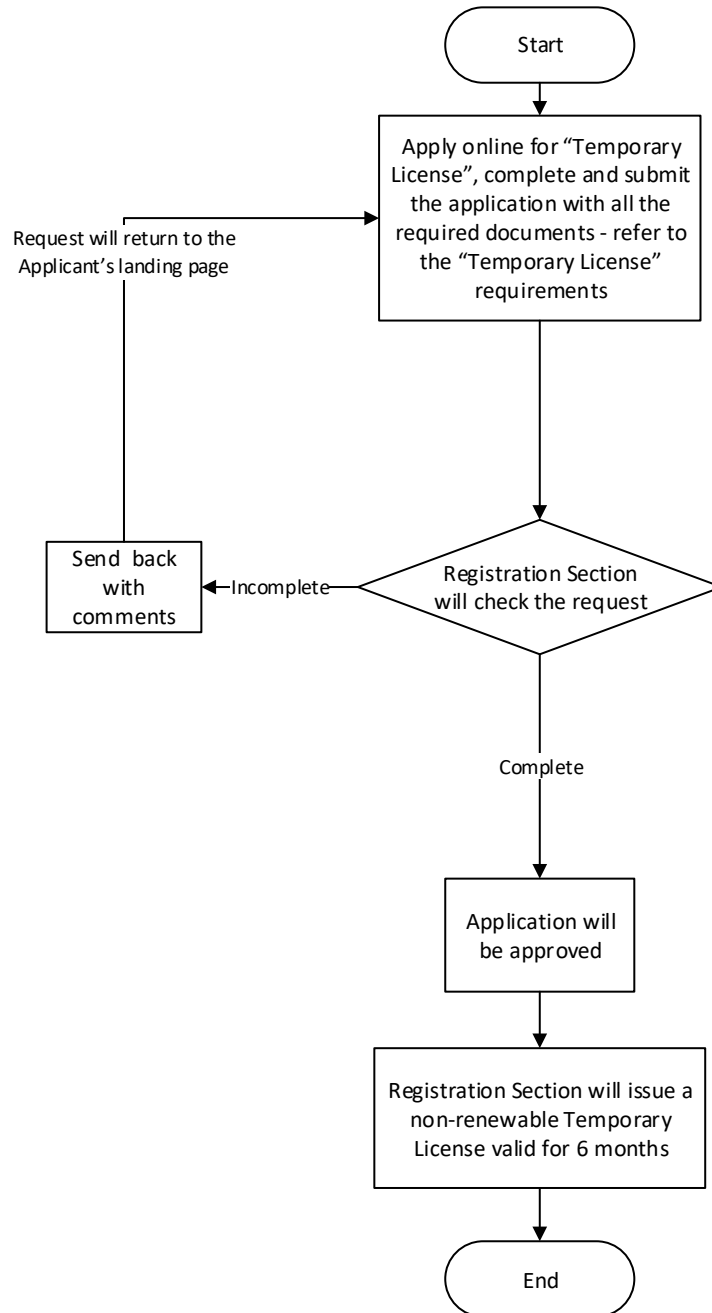 Start
Apply online for “Temporary
License”, complete and submit
the application with all the
required documents - refer to
the “Temporary License”
requirements
Request will return to the
Applicant’s landing page
Send  back
with
comments
Incomplete
Registration Section
will check the request
Complete
Application will
be approved
Registration Section will issue a
non-renewable Temporary
License valid for 6 months
End